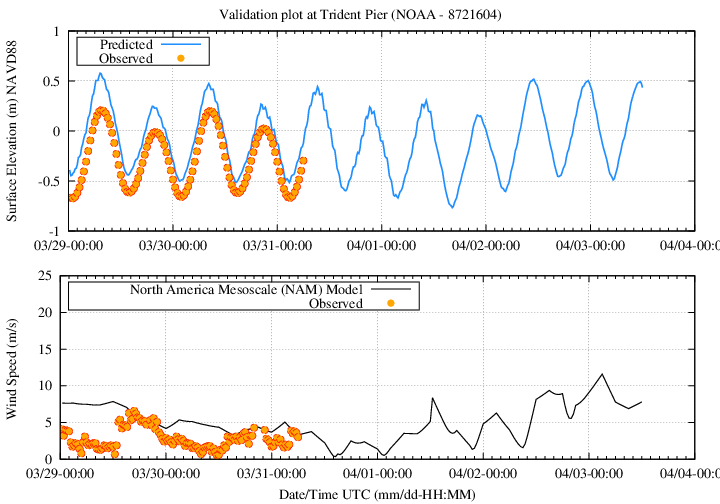 Validation plot at Trident Pier (NOAA - 8721604)
Surface Elevation (m) NAVD88
Predicted
Observed
1
0.5
0
-0.5
-1
03/29-00:00 03/30-00:00 03/31-00:00 04/01-00:00 04/02-00:00 04/03-00:00 04/04-00:00
Wind Speed (m/s)
North America Mesoscale (NAM) Model
Observed
25
20
15
10
5
0
03/29-00:00 03/30-00:00 03/31-00:00 04/01-00:00 04/02-00:00 04/03-00:00 04/04-00:00
Date/Time UTC (mm/dd-HH:MM)